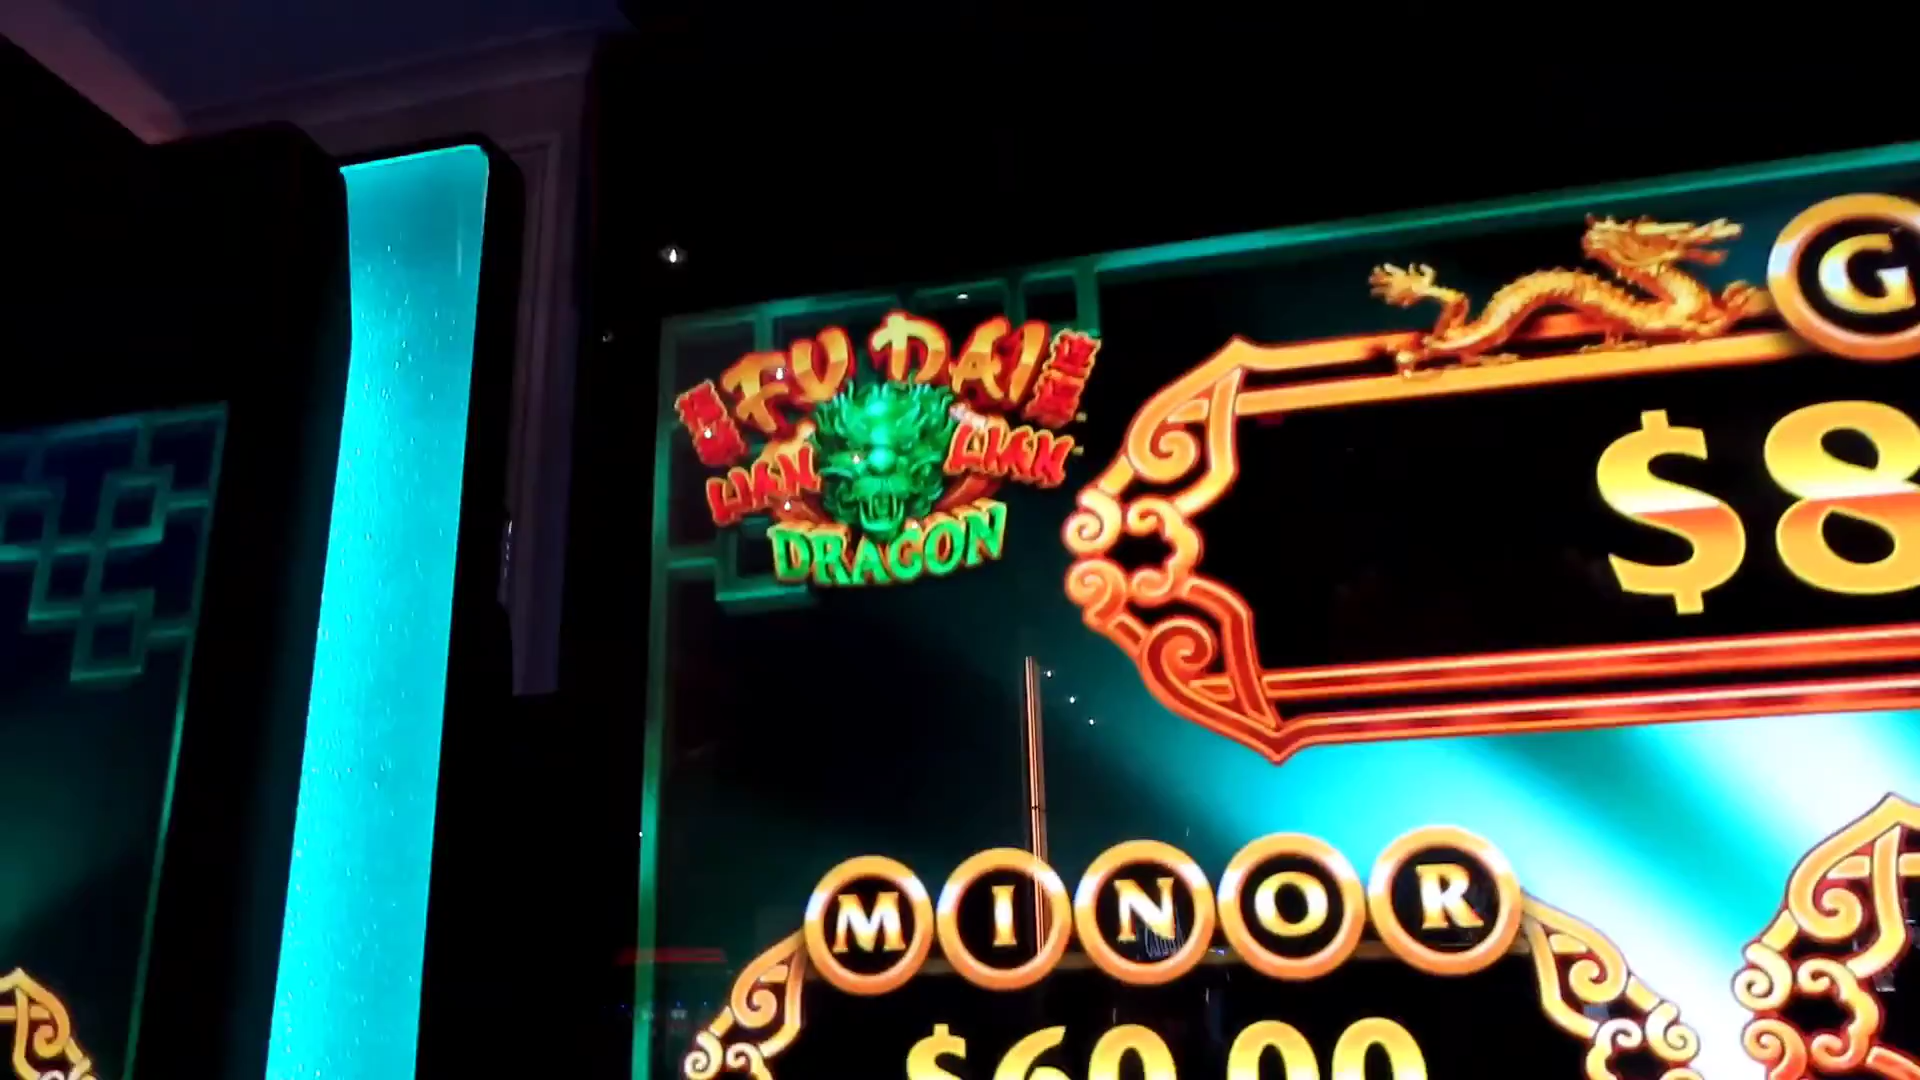 FU DAI
LIAN LIAN
DRAGON
G
$8
MINOR
$60.00